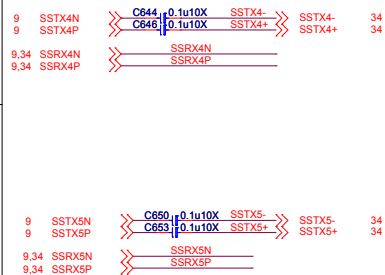 9 SSTX4N C644 0.1u10X SSTX4- SSTX4- 34
9 SSTX4P C646 0.1u10X SSTX4+ SSTX4+ 34
9,34 SSRX4N SSRX4N
9,34 SSRX4P SSRX4P
9 SSTX5N C650 0.1u10X SSTX5- SSTX5- 34
9 SSTX5P C653 0.1u10X SSTX5+ SSTX5+ 34
9,34 SSRX5N SSRX5N
9,34 SSRX5P SSRX5P